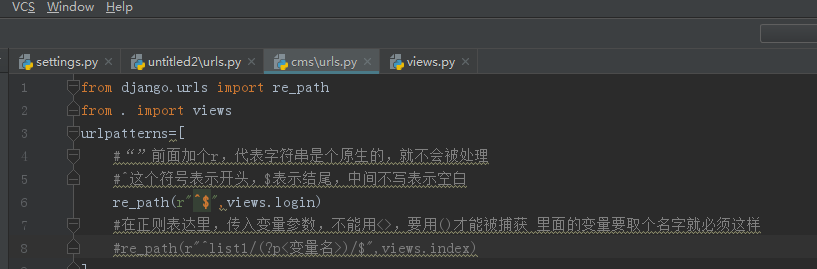 VCS Window Help
settings.py untitled2\urls.py cms\urls.py views.py
1 from django.urls import re_path
2 from . import views
3 urlpatterns=[
4 #“”前面加个r，代表字符串是个原生的，就不会被处理
5 #^这个符号表示开头，$表示结尾，中间不写表示空白
6 re_path(r"^$",views.login)
7 #在正则表达里，传入变量参数，不能用<>，要用()才能被捕获 里面的变量要取个名字就必须这样
8 #re_path(r"^list1/(?p<变量名>)/$",views.index)
]